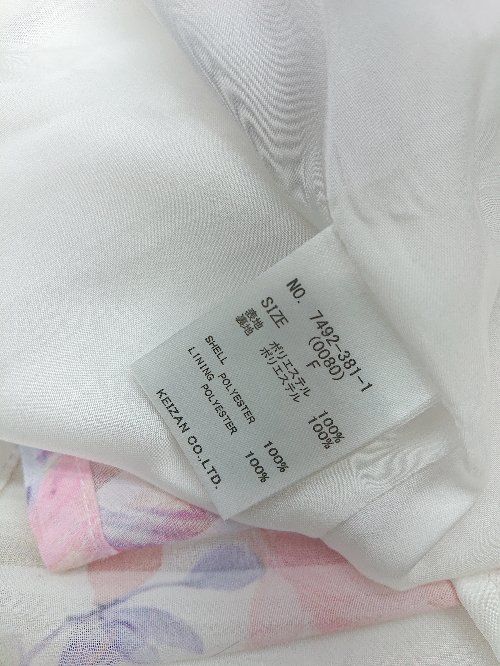 NO. 7492-381-1
(0080)
SIZE F
表地 ポリエステル 100%
裏地 ポリエステル 100%
SHELL POLYESTER 100%
LINING POLYESTER 100%
KEIZAN CO.,LTD.